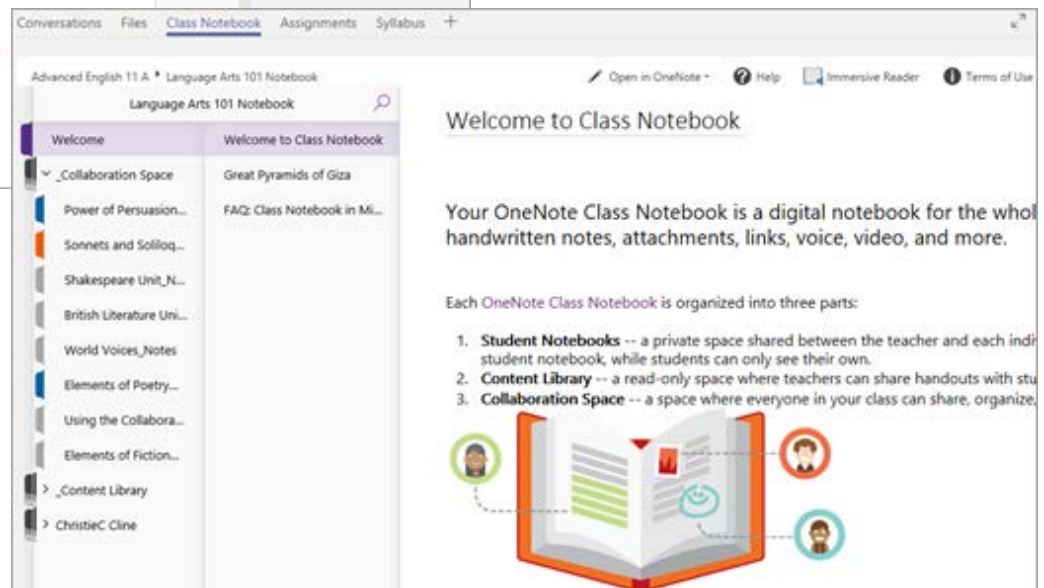 Conversations Files Class Notebook Assignments Syllabus +
Advanced English 11 A Language Arts 101 Notebook
Open in OneNote Help Immersive Reader Terms of Use
Language Arts 101 Notebook
Welcome
_Collaboration Space
Power of Persuasion...
Sonnets and Soliloq...
Shakespeare Unit_N...
British Literature Uni...
World Voices_Notes
Elements of Poetry...
Using the Collabora...
Elements of Fiction...
_Content Library
ChristieC Cline
Welcome to Class Notebook
Great Pyramids of Giza
FAQ: Class Notebook in Mi...
Welcome to Class Notebook
Your OneNote Class Notebook is a digital notebook for the whol
handwritten notes, attachments, links, voice, video, and more.
Each OneNote Class Notebook is organized into three parts:
1. Student Notebooks -- a private space shared between the teacher and each indi
student notebook, while students can only see their own.
2. Content Library -- a read-only space where teachers can share handouts with stu
3. Collaboration Space -- a space where everyone in your class can share, organize,